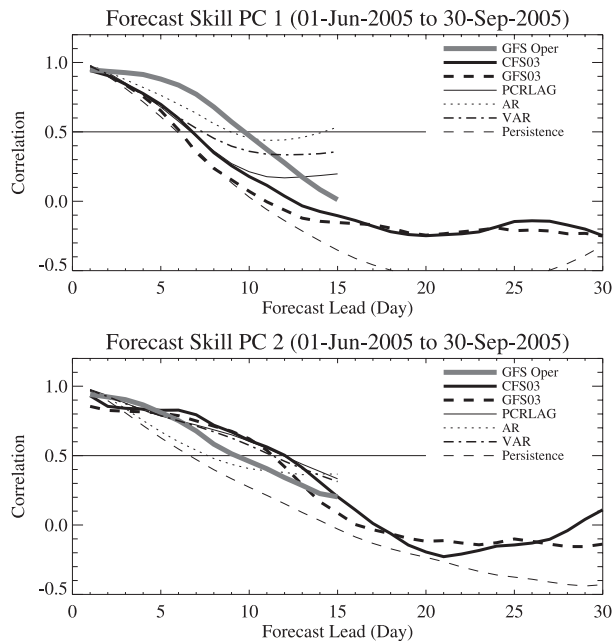 Forecast Skill PC 1 (01-Jun-2005 to 30-Sep-2005)
1.0
0.5
0.0
-0.5
Correlation
GFS Oper
CFS03
GFS03
PCRLAG
AR
VAR
Persistence
0 5 10 15 20 25 30
Forecast Lead (Day)
Forecast Skill PC 2 (01-Jun-2005 to 30-Sep-2005)
1.0
0.5
0.0
-0.5
Correlation
GFS Oper
CFS03
GFS03
PCRLAG
AR
VAR
Persistence
0 5 10 15 20 25 30
Forecast Lead (Day)